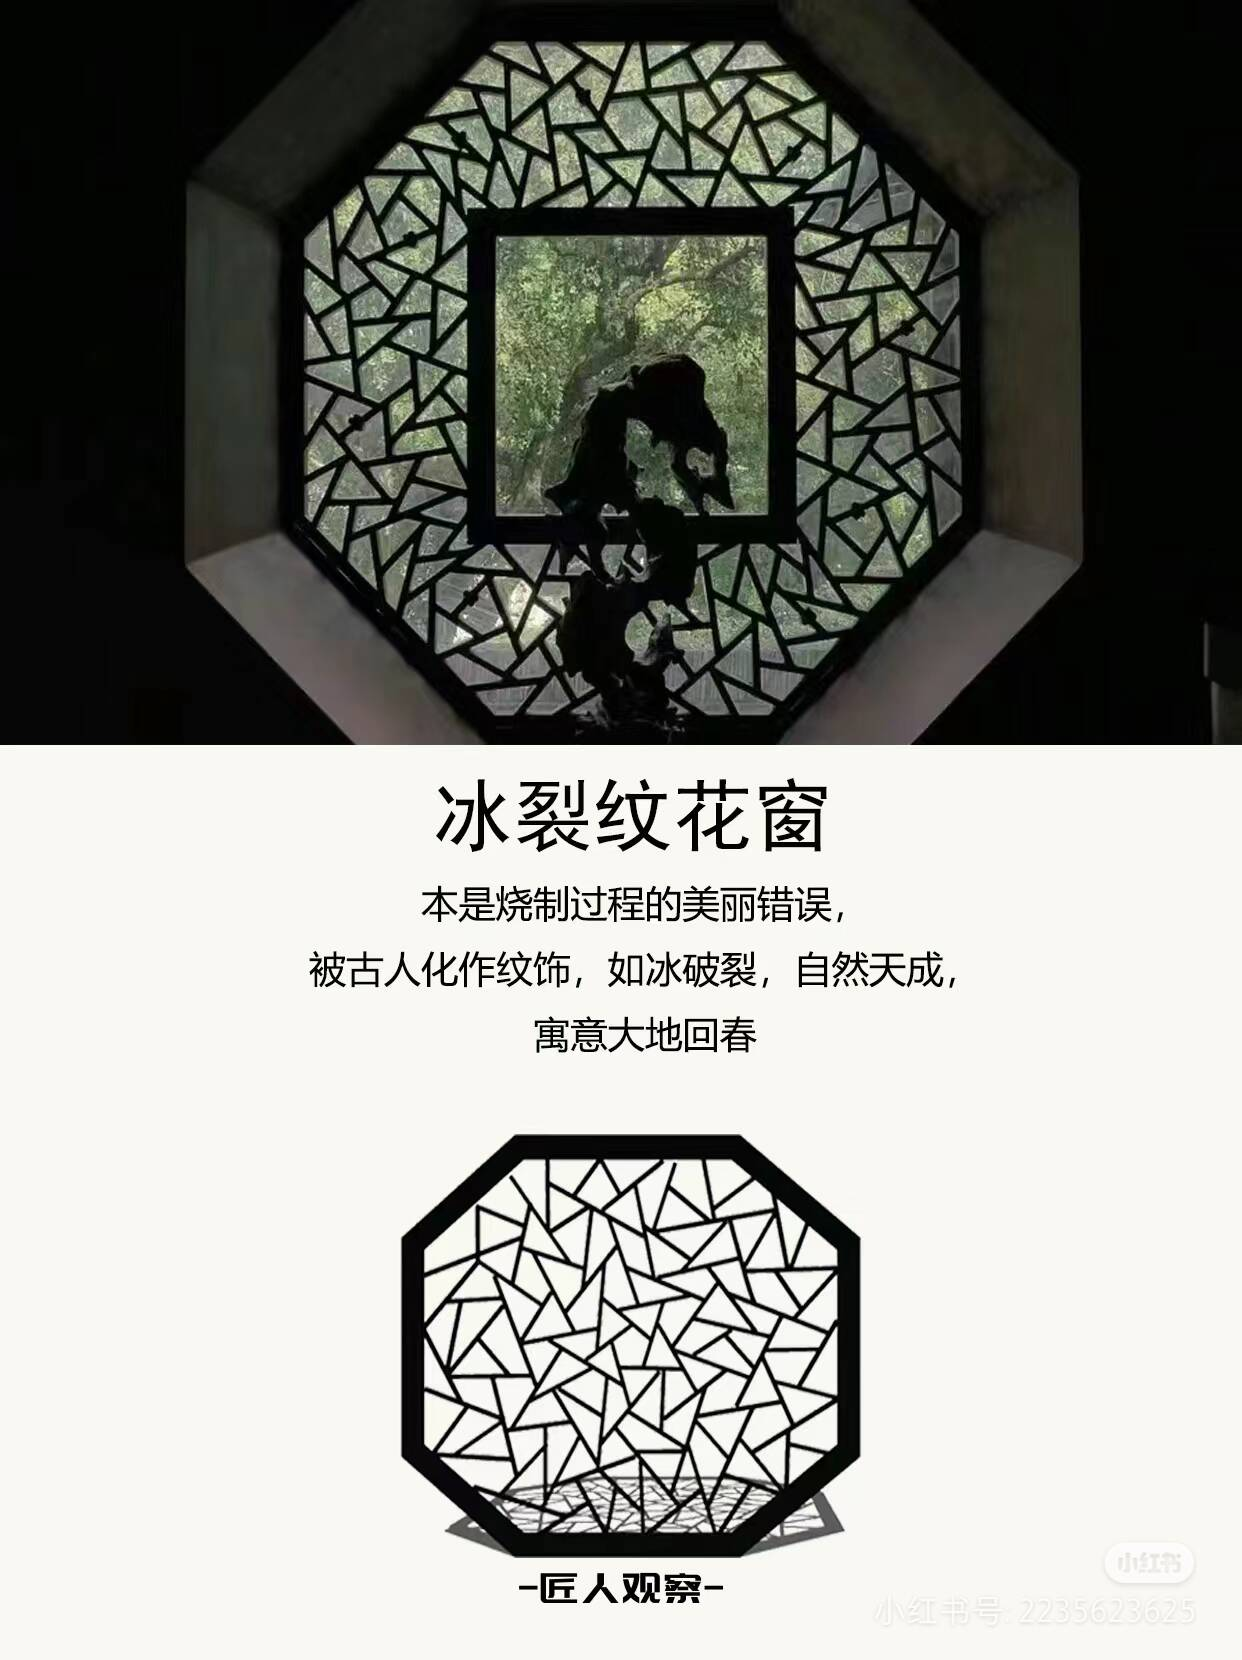 冰裂纹花窗
本是烧制过程的美丽错误，
被古人化作纹饰，如冰破裂，自然天成，
寓意大地回春
-匠人观察-
小红书
小红书号: 2235623625